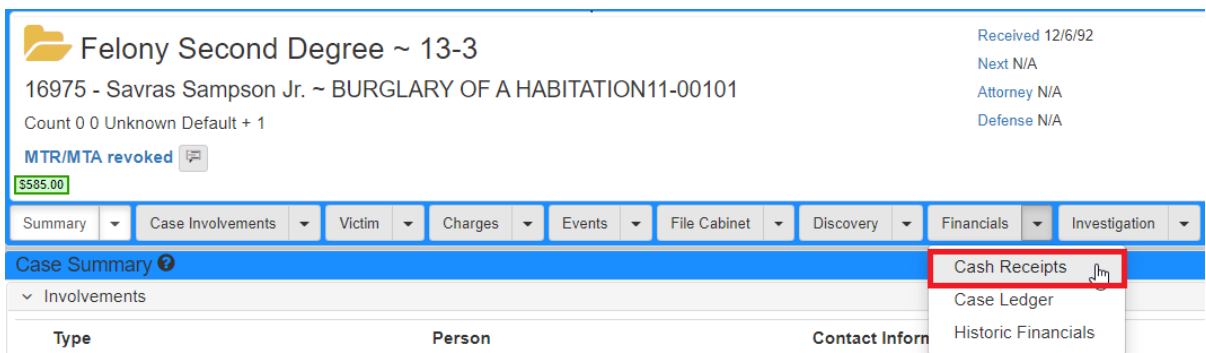 Felony Second Degree ~ 13-3
16975 - Savras Sampson Jr. ~ BURGLARY OF A HABITATION11-00101
Count 0 0 Unknown Default + 1
MTR/MTA revoked
$585.00
Received 12/6/92
Next N/A
Attorney N/A
Defense N/A
Summary Case Involvements Victim Charges Events File Cabinet Discovery Financials Investigation
Cash Receipts
Case Ledger
Historic Financials
Case Summary
Involvements
Type Person Contact Inform